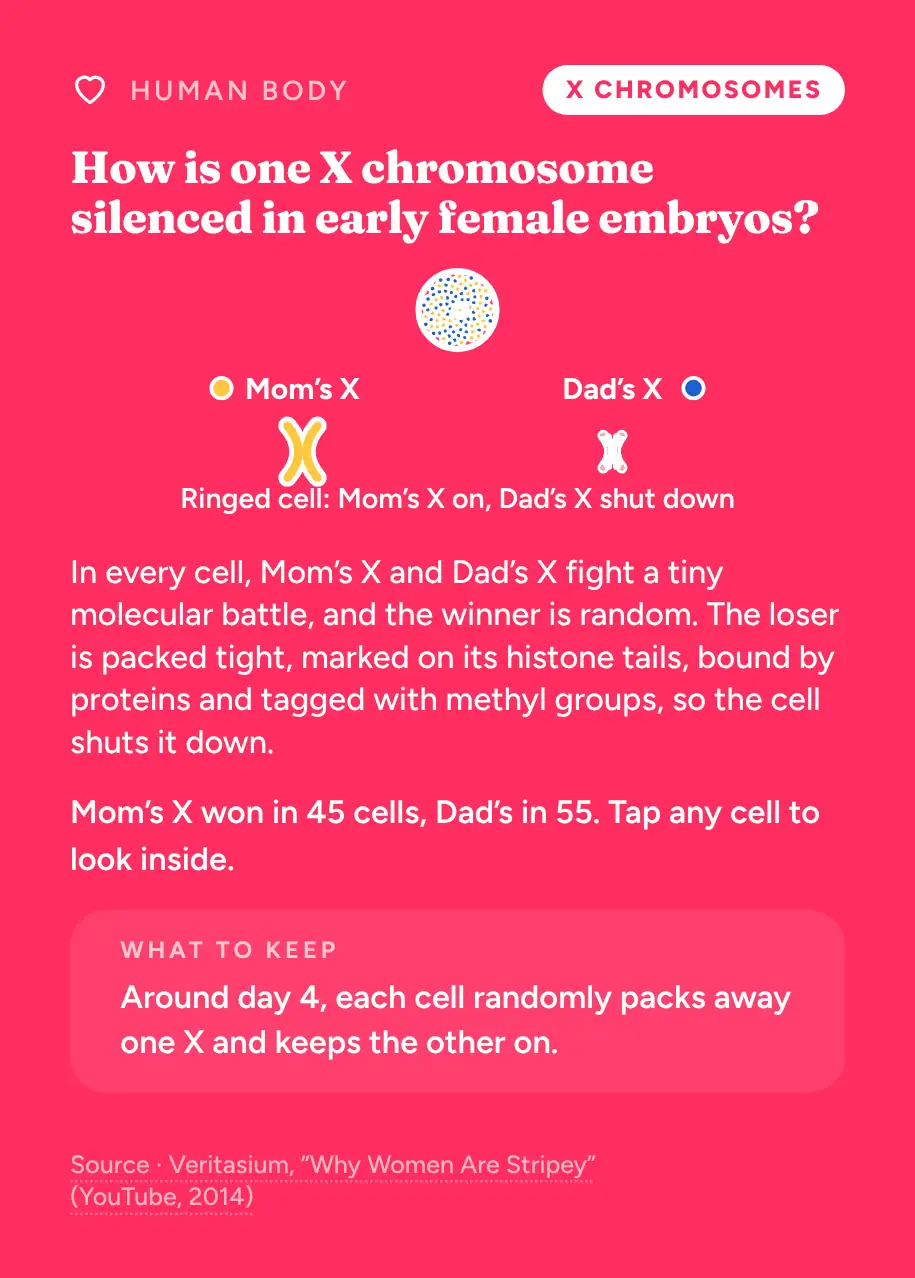 HUMAN BODY
X CHROMOSOMES
How is one X chromosome
silenced in early female embryos?
Mom’s X
Dad’s X
Ringed cell: Mom’s X on, Dad’s X shut down
In every cell, Mom’s X and Dad’s X fight a tiny
molecular battle, and the winner is random. The loser
is packed tight, marked on its histone tails, bound by
proteins and tagged with methyl groups, so the cell
shuts it down.
Mom’s X won in 45 cells, Dad’s in 55. Tap any cell to
look inside.
WHAT TO KEEP
Around day 4, each cell randomly packs away
one X and keeps the other on.
Source · Veritasium, “Why Women Are Stripey”
(YouTube, 2014)